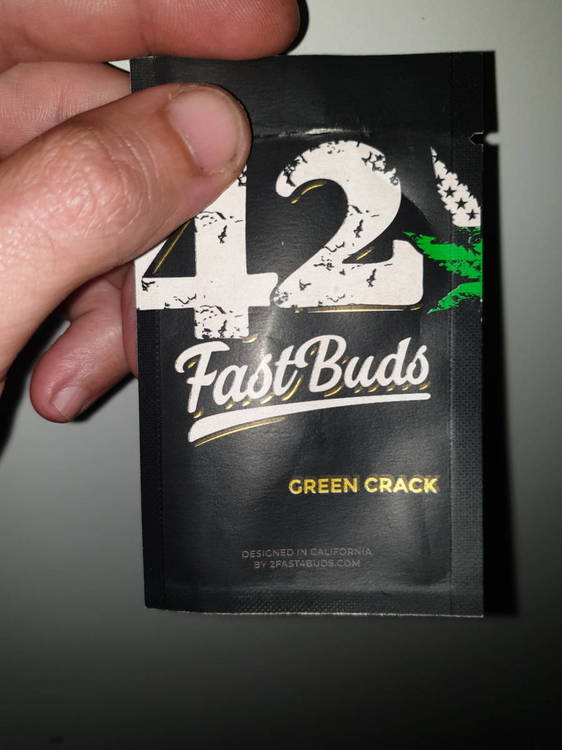 42
FastBuds
GREEN CRACK
DESIGNED IN CALIFORNIA
BY 2FAST4BUDS.COM